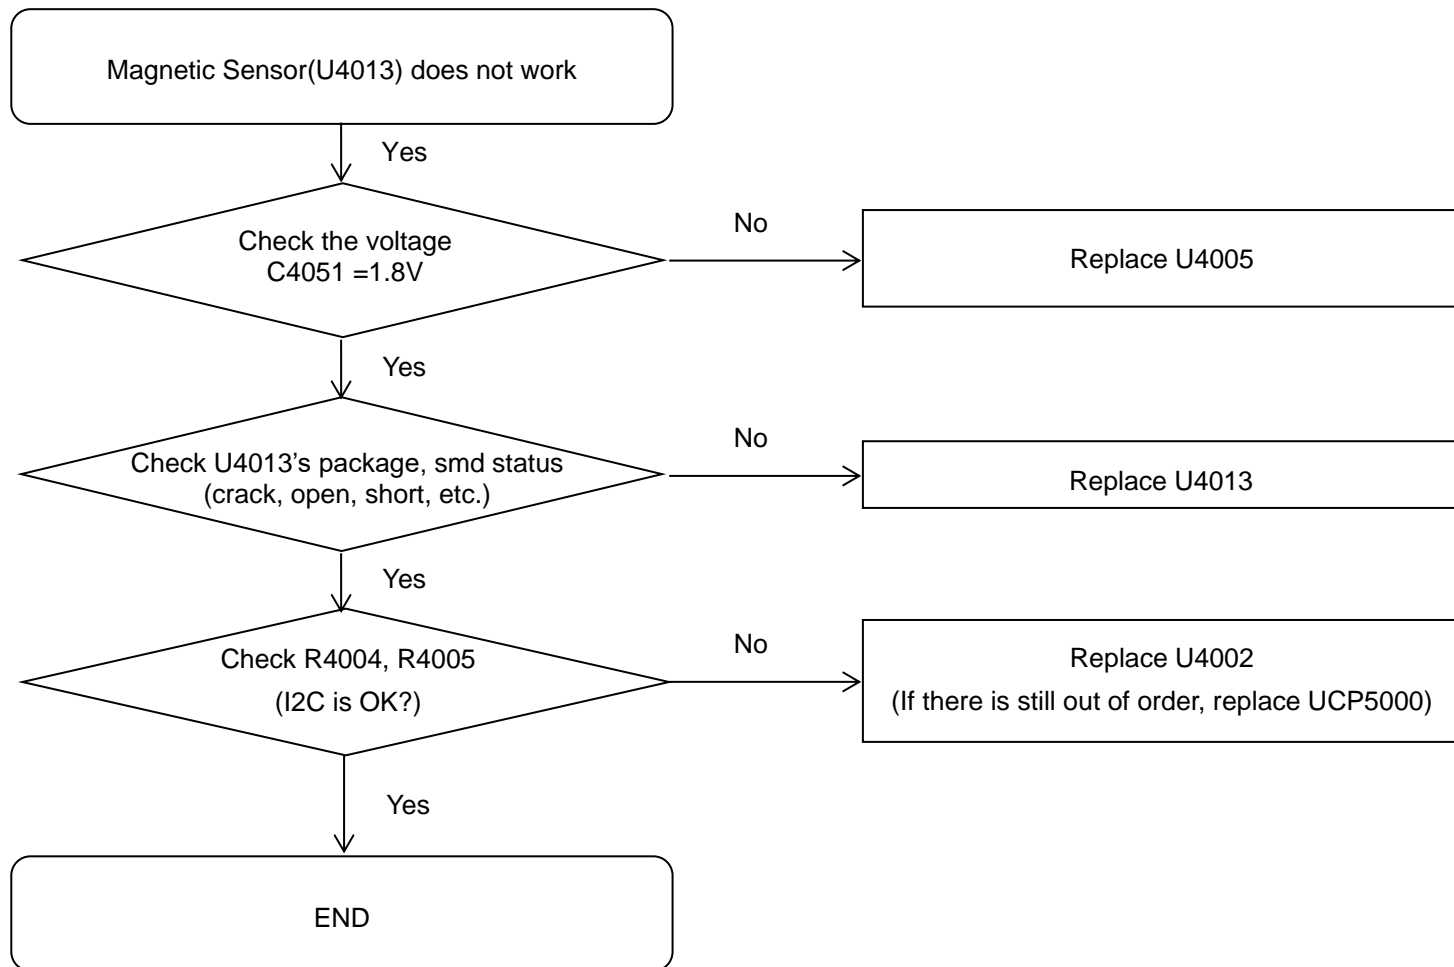 Magnetic Sensor(U4013) does not work
Yes
Check the voltage
C4051 =1.8V
No
Replace U4005
Yes
Check U4013’s package, smd status
(crack, open, short, etc.)
No
Replace U4013
Yes
Check R4004, R4005
(I2C is OK?)
No
Replace U4002
(If there is still out of order, replace UCP5000)
Yes
END